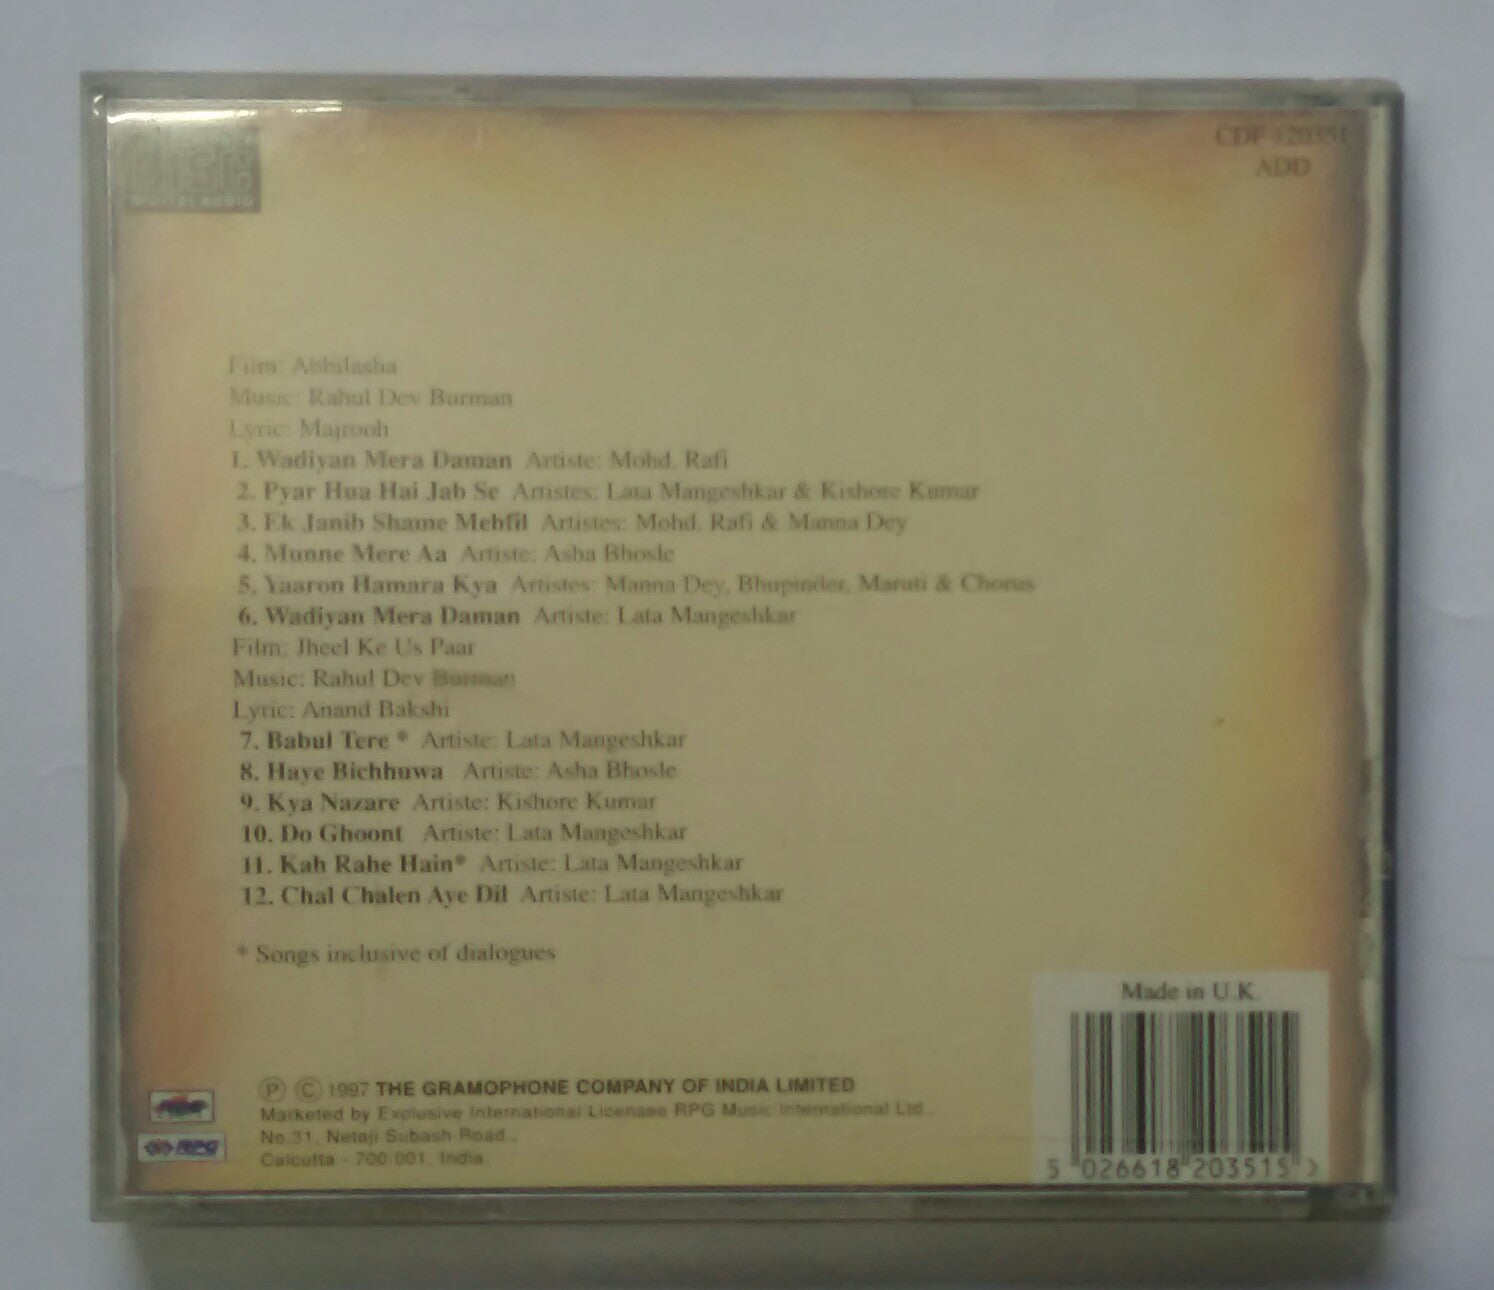 DISC
DIGITAL AUDIO
CDF 120351
ADD
Film: Abhilasha
Music: Rahul Dev Burman
Lyric: Majrooh
1. Wadiyan Mera Daman Artiste: Mohd. Rafi
2. Pyar Hua Hai Jab Se Artistes: Lata Mangeshkar & Kishore Kumar
3. Ek Janib Shame Mehfil Artistes: Mohd. Rafi & Manna Dey
4. Munne Mere Aa Artiste: Asha Bhosle
5. Yaaron Hamara Kya Artistes: Manna Dey, Bhupinder, Maruti & Chorus
6. Wadiyan Mera Daman Artiste: Lata Mangeshkar
Film: Jheel Ke Us Paar
Music: Rahul Dev Burman
Lyric: Anand Bakshi
7. Babul Tere * Artiste: Lata Mangeshkar
8. Haye Bichhuwa Artiste: Asha Bhosle
9. Kya Nazare Artiste: Kishore Kumar
10. Do Ghoont Artiste: Lata Mangeshkar
11. Kah Rahe Hain* Artiste: Lata Mangeshkar
12. Chal Chalen Aye Dil Artiste: Lata Mangeshkar
* Songs inclusive of dialogues
Made in U.K.
Ⓟ Ⓒ 1997 THE GRAMOPHONE COMPANY OF INDIA LIMITED
Marketed by Exclusive International Licensee RPG Music International Ltd.,
No.31, Netaji Subash Road.,
Calcutta - 700 001. India.
RPG
5 026618 203515 >